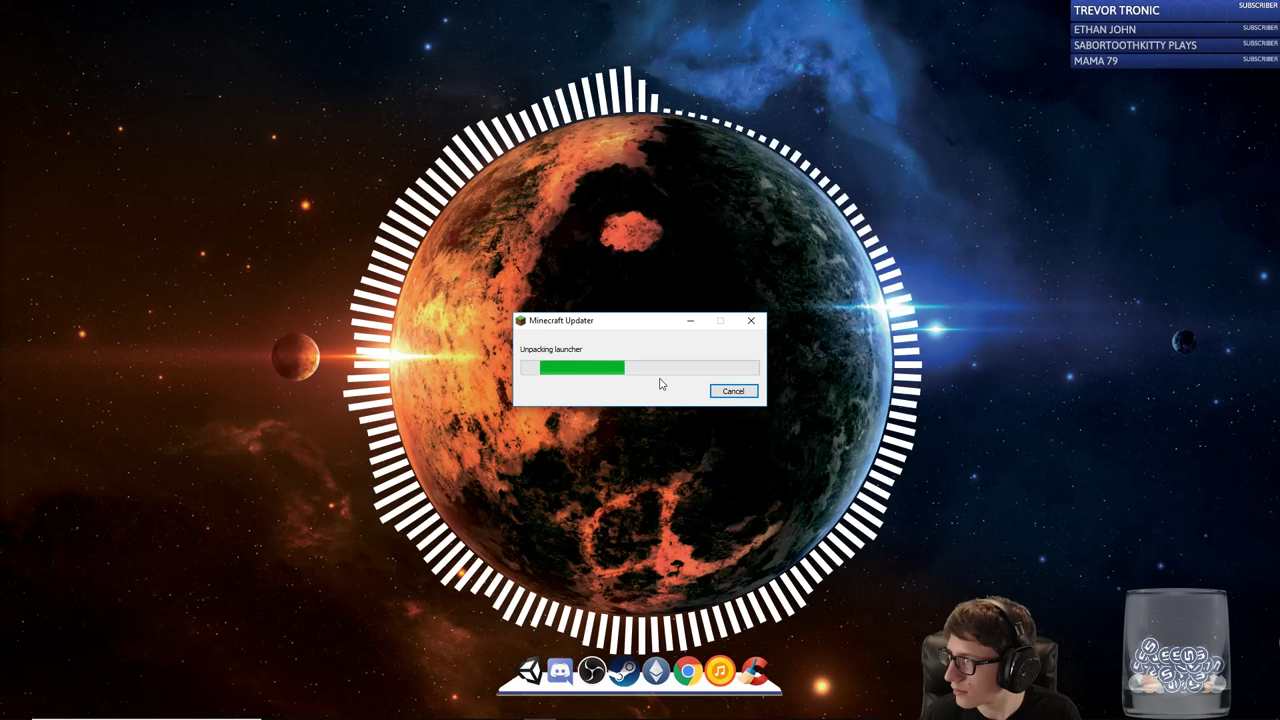 TREVOR TRONIC SUBSCRIBER
ETHAN JOHN SUBSCRIBER
SABORTOOTHKITTY PLAYS SUBSCRIBER
MAMA 79 SUBSCRIBER
Minecraft Updater
Unpacking launcher
Cancel